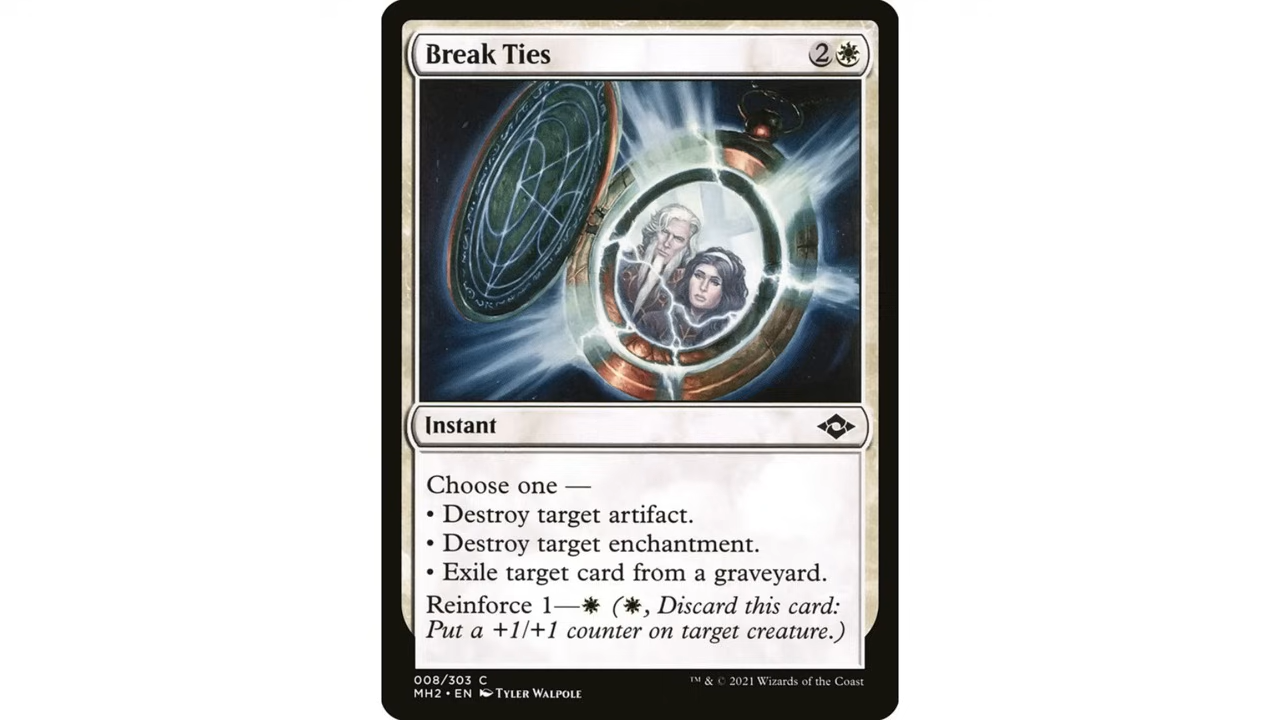 Break Ties 2
Instant
Choose one —
• Destroy target artifact.
• Destroy target enchantment.
• Exile target card from a graveyard.
Reinforce 1— ( , Discard this card:
Put a +1/+1 counter on target creature.)
008/303 C
MH2 • EN TYLER WALPOLE
™ & © 2021 Wizards of the Coast